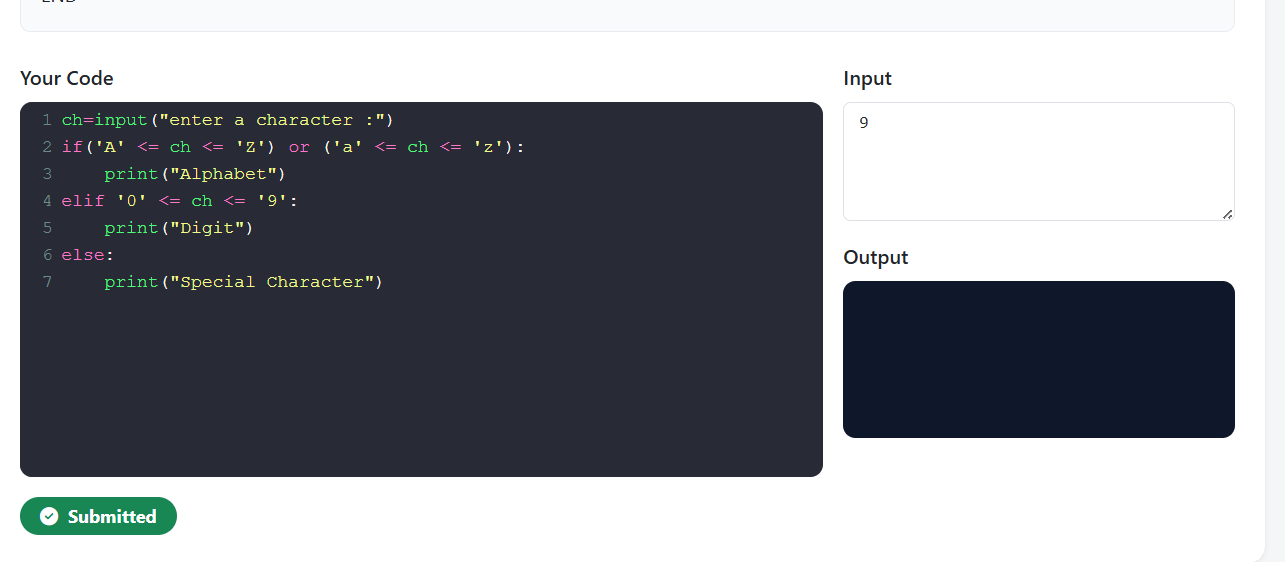 END
Your Code
Input
1 ch=input("enter a character :")
2 if('A' <= ch <= 'Z') or ('a' <= ch <= 'z'):
3     print("Alphabet")
4 elif '0' <= ch <= '9':
5     print("Digit")
6 else:
7     print("Special Character")
9
Output
Submitted